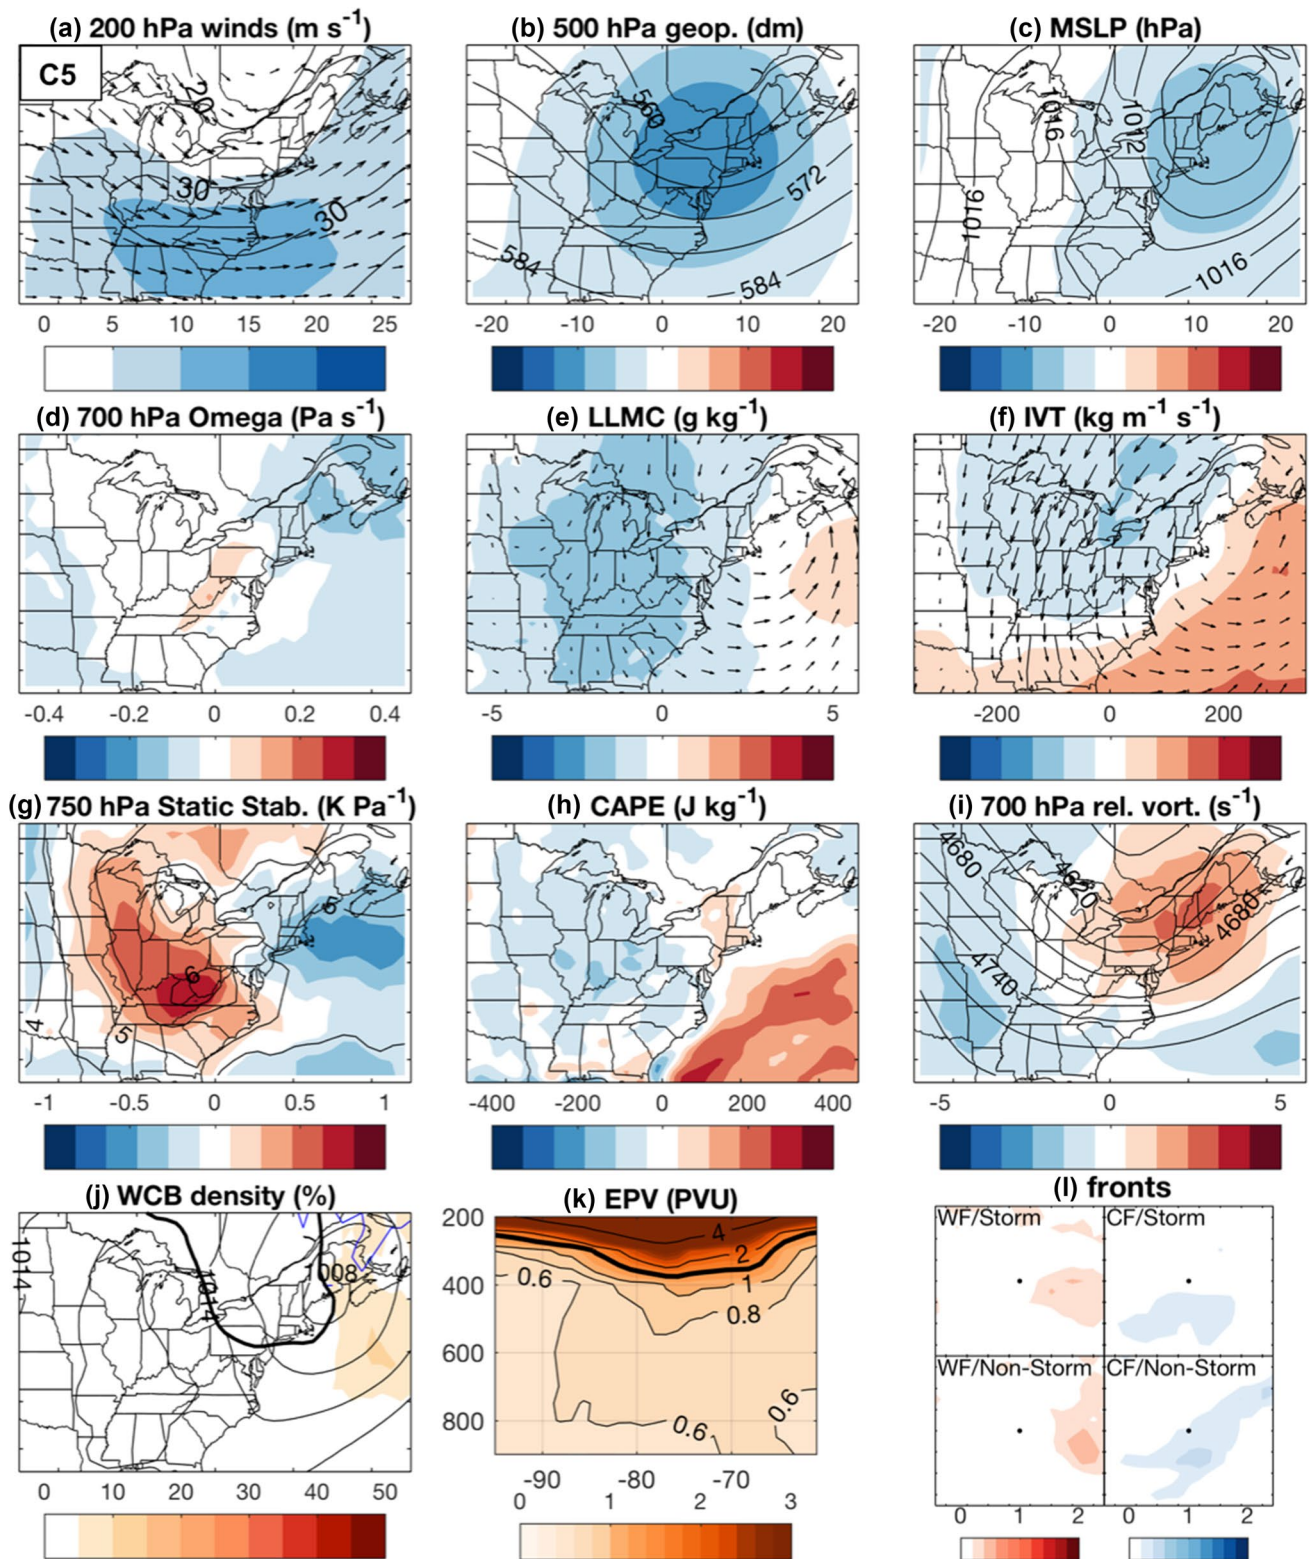 (a) 200 hPa winds (m s-1)
C5
20
30
30
0 5 10 15 20 25
(b) 500 hPa geop. (dm)
560
572
584
584
-20 -10 0 10 20
(c) MSLP (hPa)
1016
1012
1016
1016
-20 -10 0 10 20
(d) 700 hPa Omega (Pa s-1)
-0.4 -0.2 0 0.2 0.4
(e) LLMC (g kg-1)
-5 0 5
(f) IVT (kg m-1 s-1)
-200 0 200
(g) 750 hPa Static Stab. (K Pa-1)
5
6
4
5
-1 -0.5 0 0.5 1
(h) CAPE (J kg-1)
-400 -200 0 200 400
(i) 700 hPa rel. vort. (s-1)
4680
4680
4740
-5 0 5
(j) WCB density (%)
1014
1014
1008
0 10 20 30 40 50
(k) EPV (PVU)
200
400
600
800
4
2
1
0.6
0.8
0.6
0.6
-90 -80 -70
0 1 2 3
(l) fronts
WF/Storm CF/Storm
WF/Non-Storm CF/Non-Storm
0 1 2 0 1 2